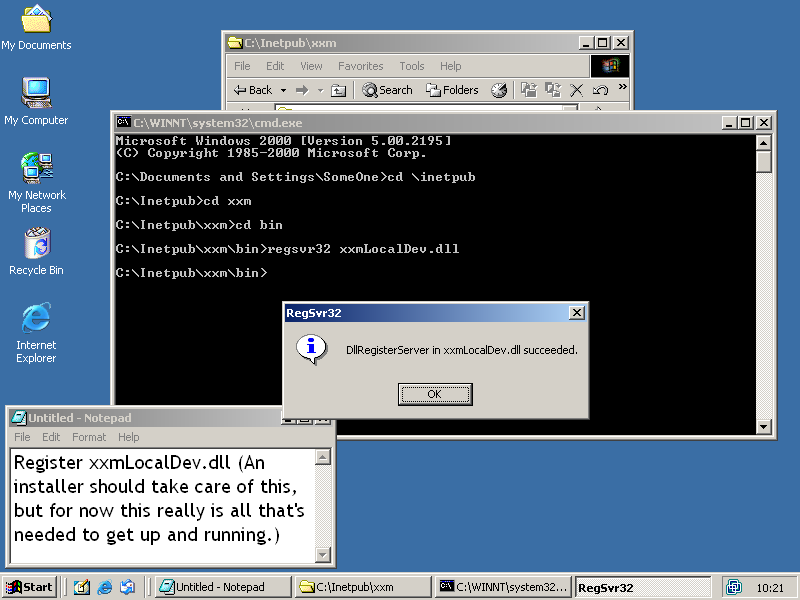 My Documents
My Computer
My Network
Places
Recycle Bin
Internet
Explorer
C:\Inetpub\xxm
File Edit View Favorites Tools Help
Back Search Folders »
C:\WINNT\system32\cmd.exe
Microsoft Windows 2000 [Version 5.00.2195]
(C) Copyright 1985-2000 Microsoft Corp.
C:\Documents and Settings\SomeOne>cd \inetpub
C:\Inetpub>cd xxm
C:\Inetpub\xxm>cd bin
C:\Inetpub\xxm\bin>regsvr32 xxmLocalDev.dll
C:\Inetpub\xxm\bin>
RegSvr32
DllRegisterServer in xxmLocalDev.dll succeeded.
OK
Untitled - Notepad
File Edit Format Help
Register xxmLocalDev.dll (An
installer should take care of this,
but for now this really is all that's
needed to get up and running.)
Start Untitled - Notepad C:\Inetpub\xxm C:\WINNT\system32... RegSvr32 10:21